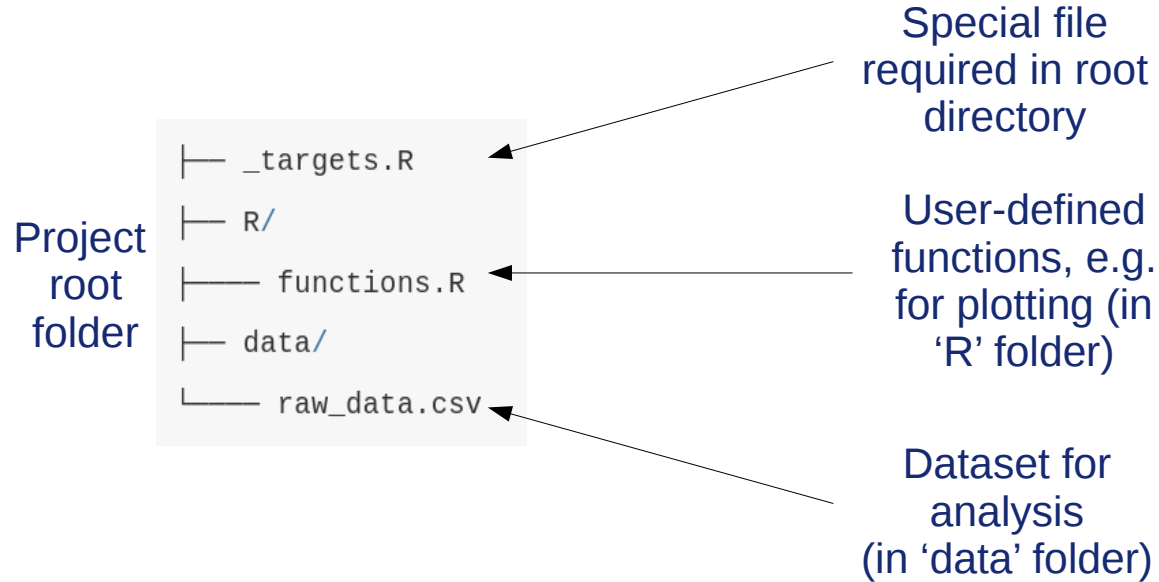 Special file
required in root
directory
Project
root
folder
├── _targets.R
├── R/
├──── functions.R
├── data/
└──── raw_data.csv
User-defined
functions, e.g.
for plotting (in
‘R’ folder)
Dataset for
analysis
(in ‘data’ folder)